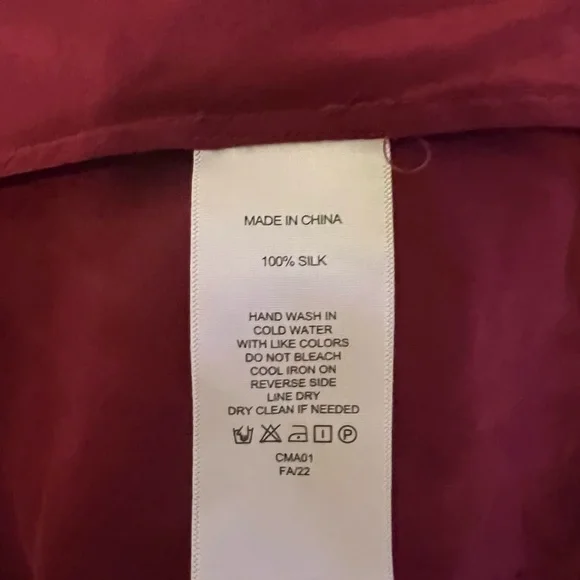 MADE IN CHINA
100% SILK
HAND WASH IN
COLD WATER
WITH LIKE COLORS
DO NOT BLEACH
COOL IRON ON
REVERSE SIDE
LINE DRY
DRY CLEAN IF NEEDED
P
CMA01
FA/22